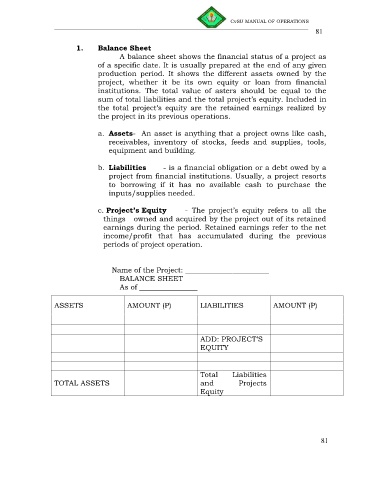 CvSU MANUAL OF OPERATIONS
81
1. Balance Sheet
A balance sheet shows the financial status of a project as
of a specific date. It is usually prepared at the end of any given
production period. It shows the different assets owned by the
project, whether it be its own equity or loan from financial
institutions. The total value of asters should be equal to the
sum of total liabilities and the total project's equity. Included in
the total project's equity are the retained earnings realized by
the project in its previous operations.
a. Assets- An asset is anything that a project owns like cash,
receivables, inventory of stocks, feeds and supplies, tools,
equipment and building.
b. Liabilities - is a financial obligation or a debt owed by a
project from financial institutions. Usually, a project resorts
to borrowing if it has no available cash to purchase the
inputs/supplies needed.
c. Project's Equity - The project's equity refers to all the
things owned and acquired by the project out of its retained
earnings during the period. Retained earnings refer to the net
income/profit that has accumulated during the previous
periods of project operation.
Name of the Project: ________________________
BALANCE SHEET
As of ________________
ASSETS AMOUNT (₱) LIABILITIES AMOUNT (₱)
ADD: PROJECT'S
EQUITY
TOTAL ASSETS
Total Liabilities
and Projects
Equity
81